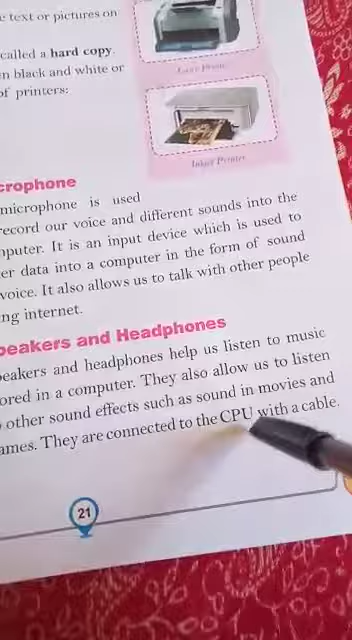 text or pictures on
called a hard copy.
in black and white or
of printers:
Laser Printer
Inkjet Printer
crophone
microphone is used
record our voice and different sounds into the
mputer. It is an input device which is used to
er data into a computer in the form of sound
voice. It also allows us to talk with other people
ng internet.
peakers and Headphones
peakers and headphones help us listen to music
ored in a computer. They also allow us to listen
other sound effects such as sound in movies and
ames. They are connected to the CPU with a cable.
21